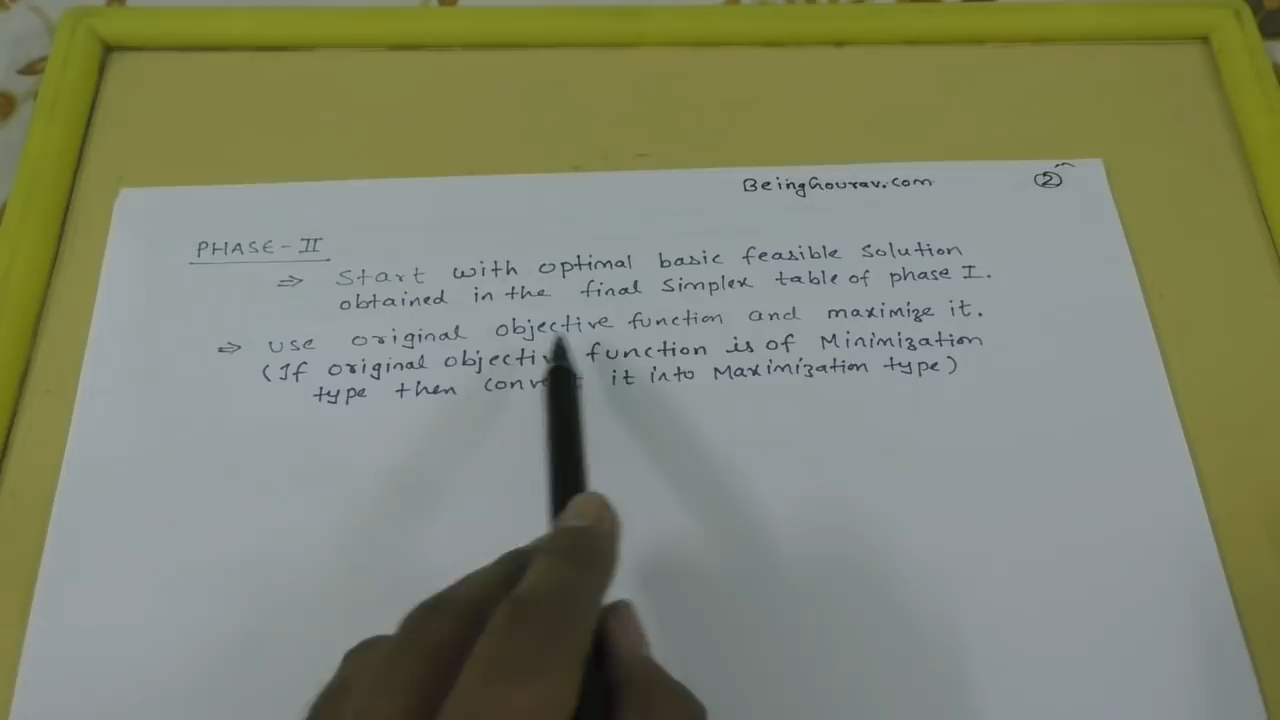 BeingGourav.com
2
PHASE-II
⇒ Start with optimal basic feasible solution
obtained in the final simplex table of phase I.
⇒ use original objective function and maximize it.
(If original objective function is of Minimization
type then it into Maximization type)